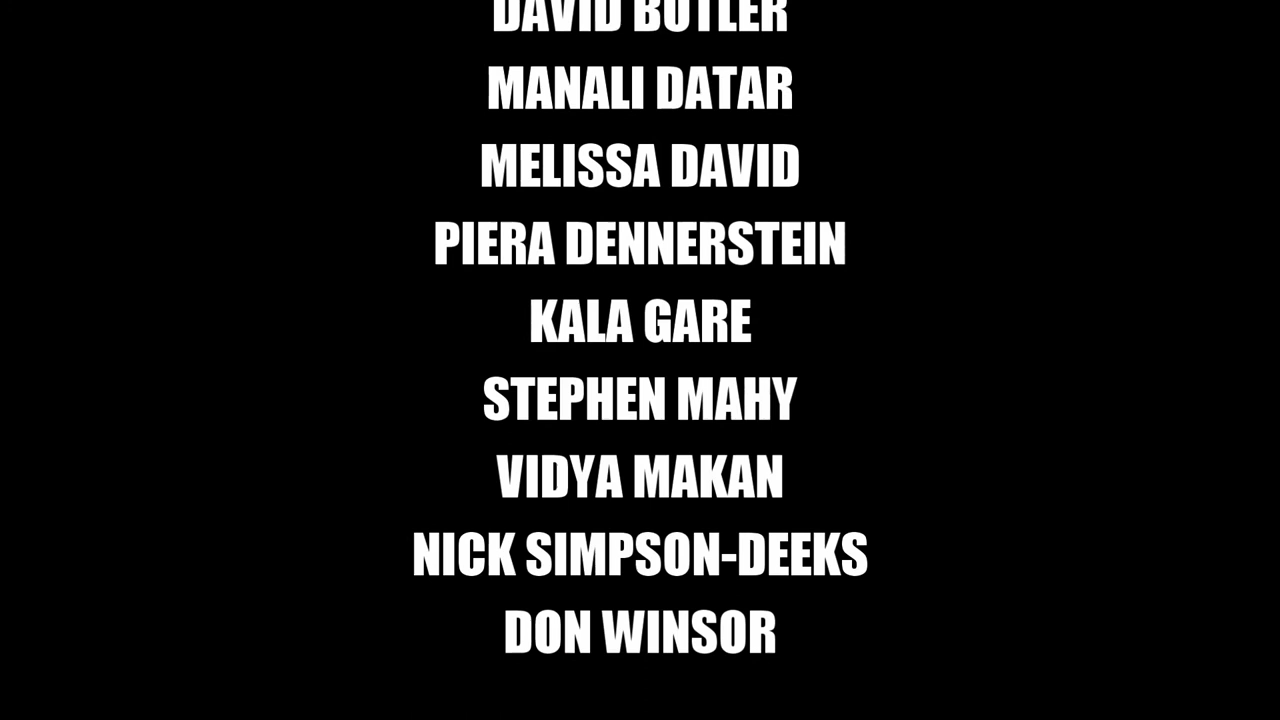 DAVID BUTLER
MANALI DATAR
MELISSA DAVID
PIERA DENNERSTEIN
KALA GARE
STEPHEN MAHY
VIDYA MAKAN
NICK SIMPSON-DEEKS
DON WINSOR